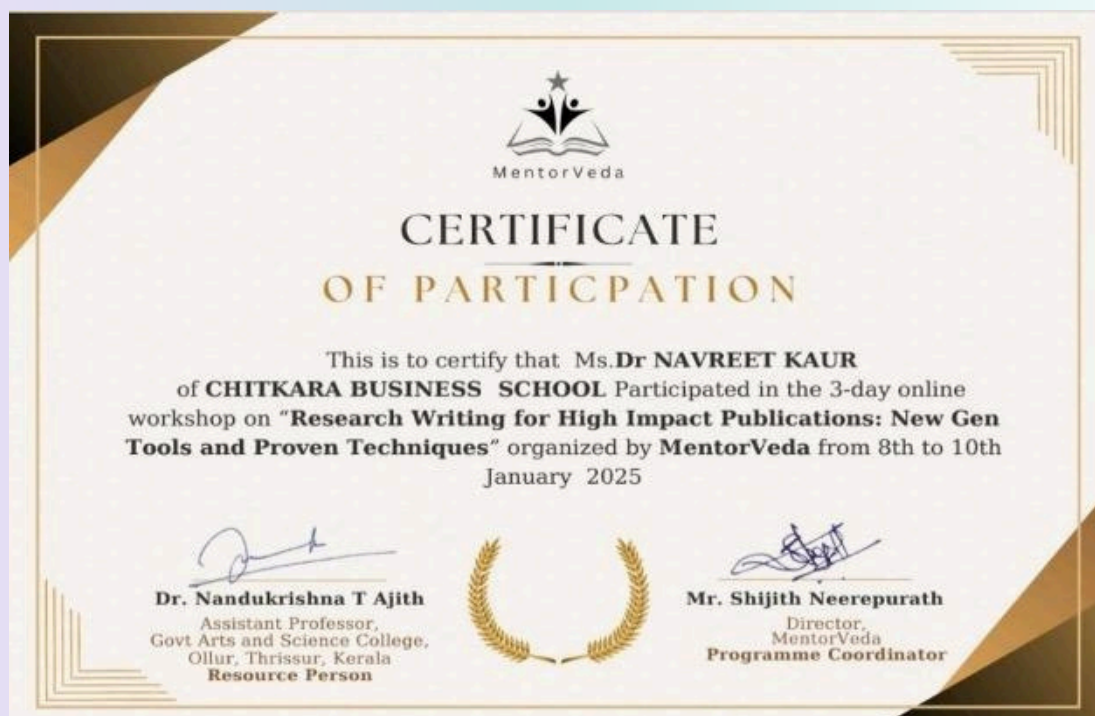 MentorVeda
CERTIFICATE
OF PARTICPATION
This is to certify that Ms.Dr NAVREET KAUR
of CHITKARA BUSINESS SCHOOL Participated in the 3-day online
workshop on “Research Writing for High Impact Publications: New Gen
Tools and Proven Techniques“ organized by MentorVeda from 8th to 10th
January 2025
Dr. Nandukrishna T Ajith
Assistant Professor,
Govt Arts and Science College,
Ollur, Thrissur, Kerala
Resource Person
Mr. Shijith Neerepurath
Director,
MentorVeda
Programme Coordinator